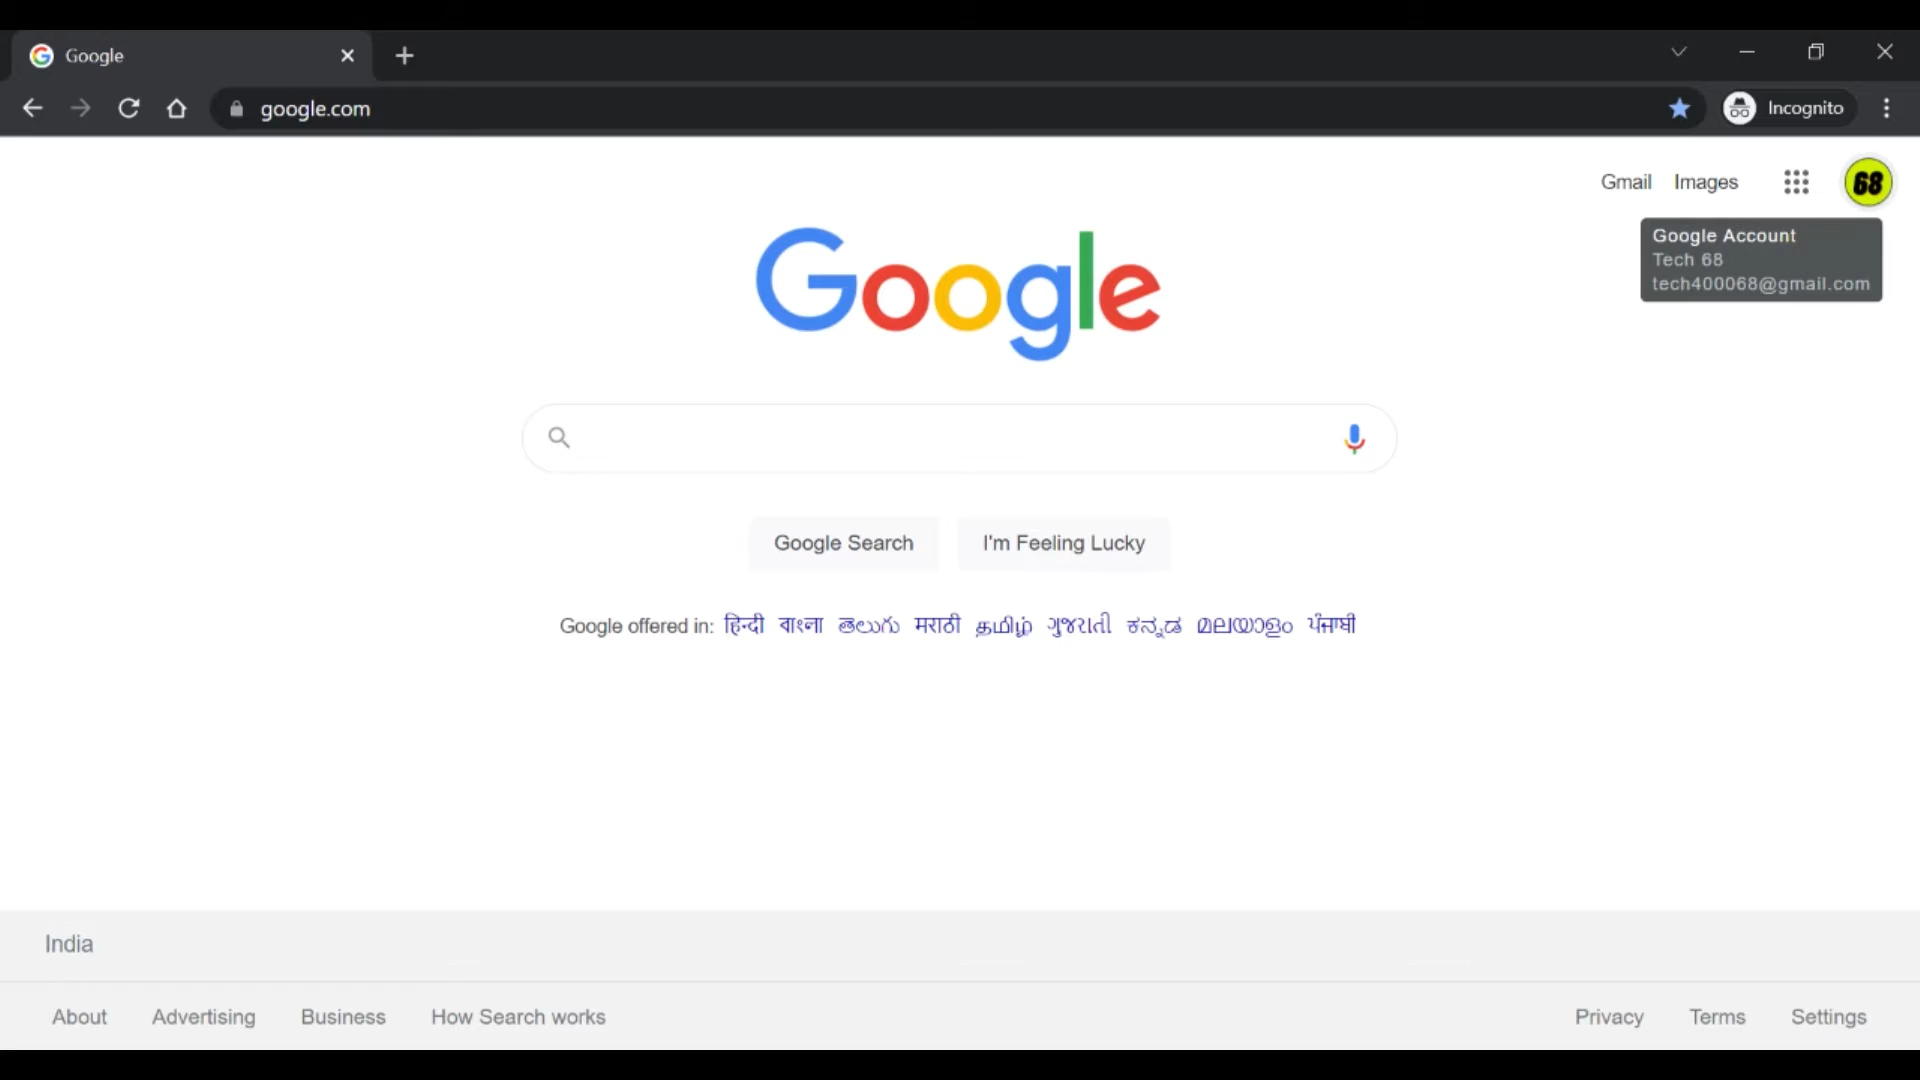 Google
google.com
Incognito
Gmail Images
68
Google Account
Tech 68
tech400068@gmail.com
Google
Google Search I'm Feeling Lucky
Google offered in: हिन्दी বাংলা తెలుగు मराठी தமிழ் ગુજરાતી ಕನ್ನಡ മലയാളം ਪੰਜਾਬੀ
India
About Advertising Business How Search works Privacy Terms Settings